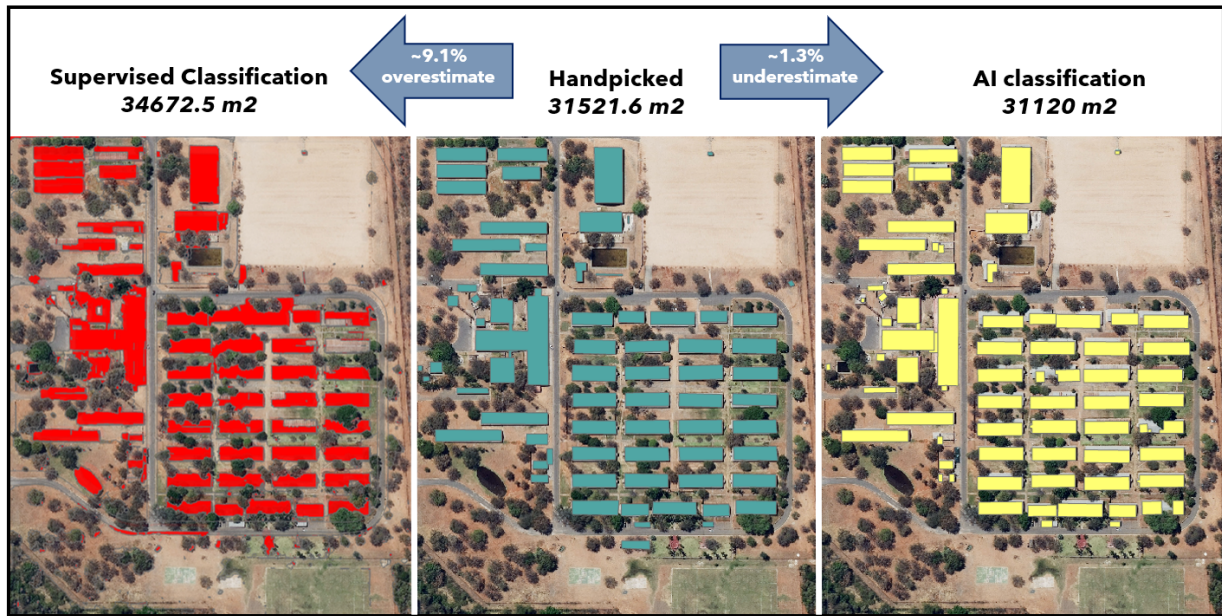 ~9.1%
overestimate
~1.3%
underestimate
Supervised Classification
34672.5 m2
Handpicked
31521.6 m2
AI classification
31120 m2